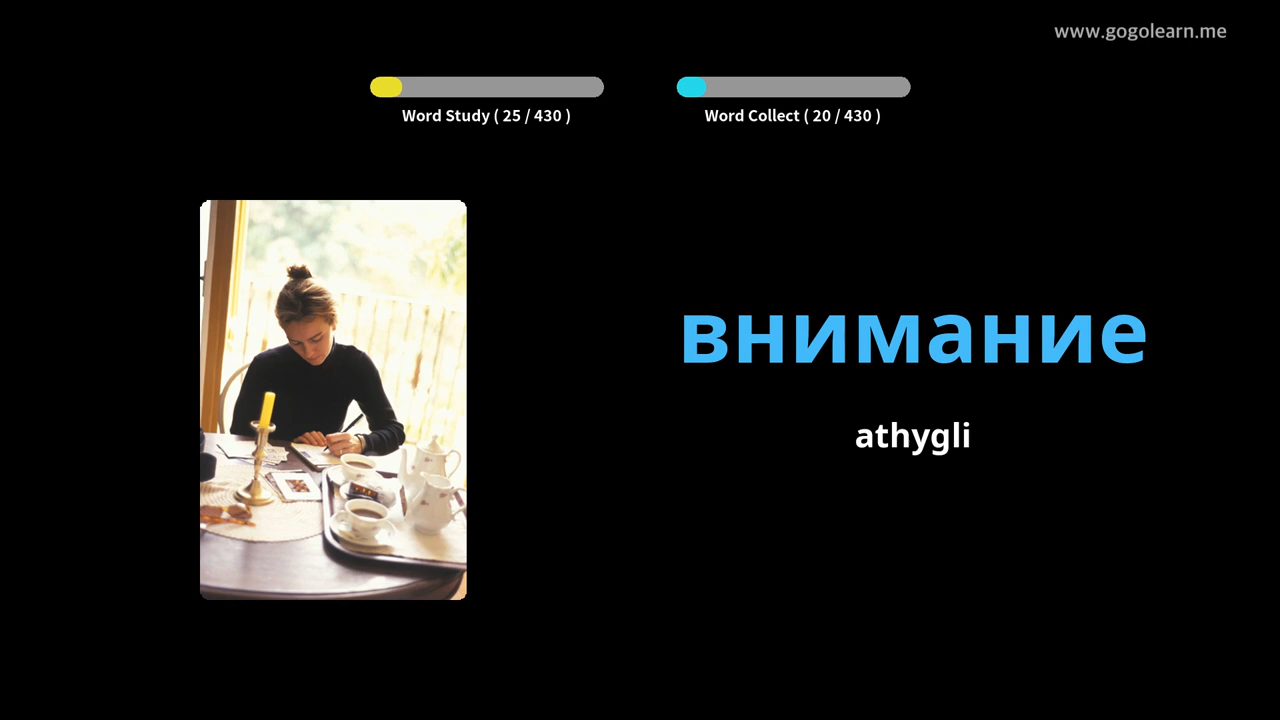 www.gogolearn.me
Word Study ( 25 / 430 )
Word Collect ( 20 / 430 )
внимание
athygli